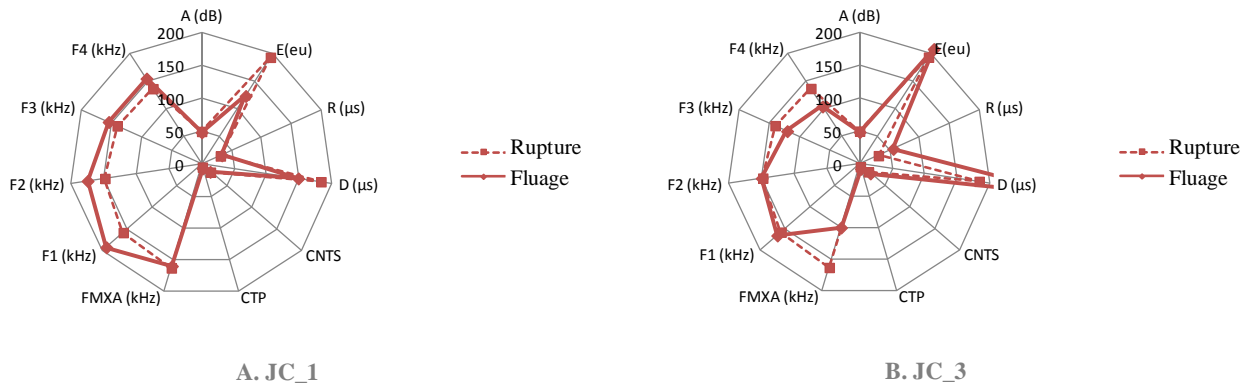 A (dB)
E(eu)
R (µs)
D (µs)
CNTS
CTP
FMXA (kHz)
F1 (kHz)
F2 (kHz)
F3 (kHz)
F4 (kHz)
200
150
100
50
0
Rupture
Fluage
A. JC_1
A (dB)
E(eu)
R (µs)
D (µs)
CNTS
CTP
FMXA (kHz)
F1 (kHz)
F2 (kHz)
F3 (kHz)
F4 (kHz)
200
150
100
50
0
Rupture
Fluage
B. JC_3